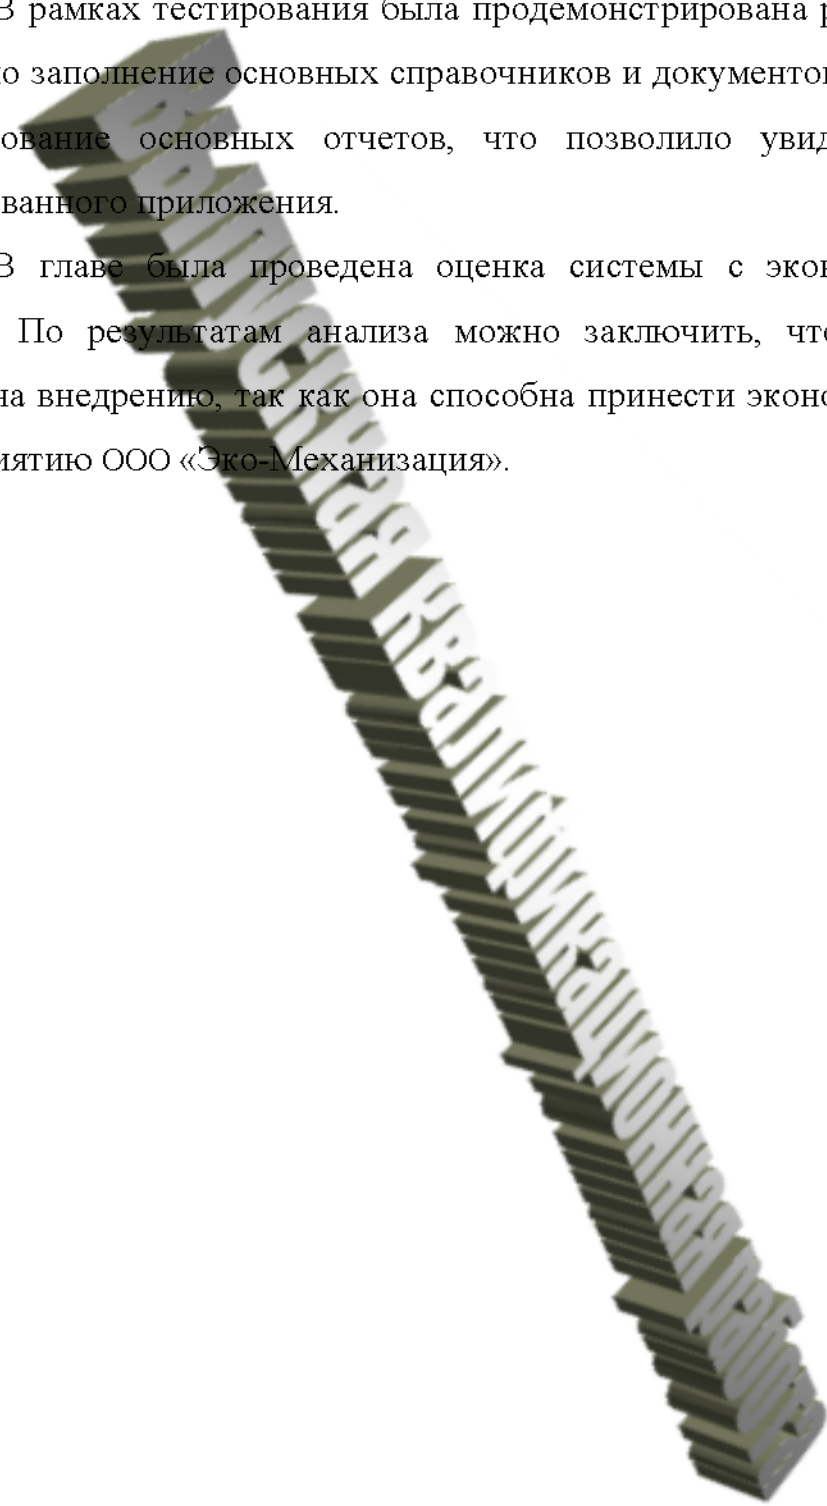 В рамках тестирования была продемонстрирована р
о заполнение основных справочников и документов
ование основных отчетов, что позволило увид
ванного приложения.
В главе была проведена оценка системы с экон
По результатам анализа можно заключить, что
на внедрению, так как она способна принести эконо
иятию ООО «Эко-Механизация».
Выпускная квалификационная работа